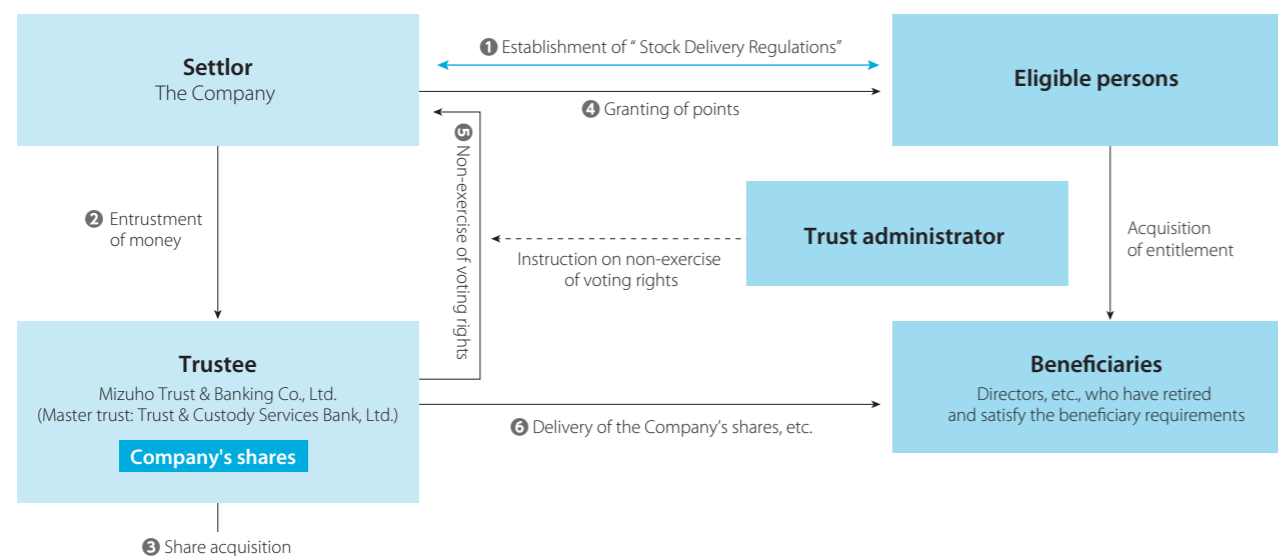 ❶ Establishment of “ Stock Delivery Regulations”
Settlor
The Company
Eligible persons
❹ Granting of points
❺ Non-exercise of voting rights
❷ Entrustment
of money
Trust administrator
Instruction on non-exercise
of voting rights
Acquisition
of entitlement
Trustee
Mizuho Trust & Banking Co., Ltd.
(Master trust: Trust & Custody Services Bank, Ltd.)
Company's shares
Beneficiaries
Directors, etc., who have retired
and satisfy the beneficiary requirements
❻ Delivery of the Company’s shares, etc.
❸ Share acquisition